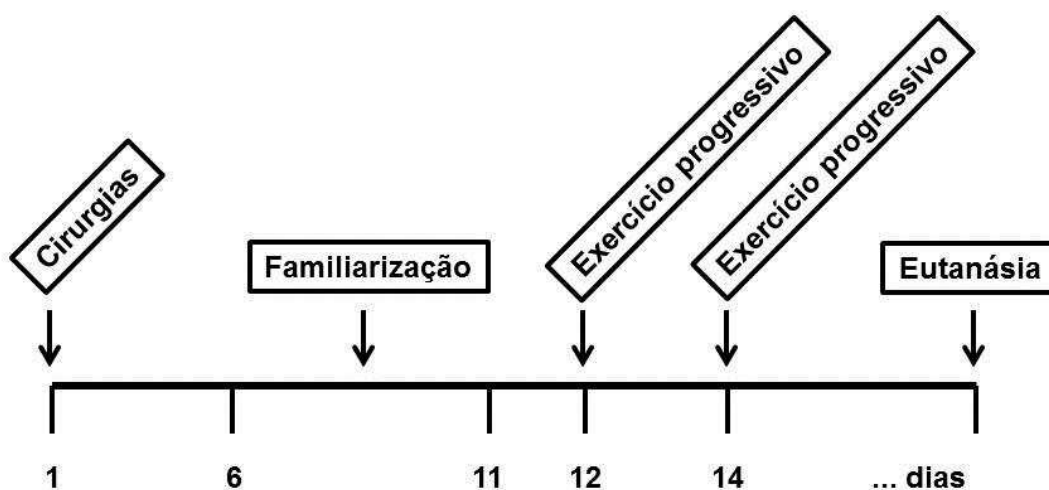 Cirurgias
Familiarização
Exercício progressivo
Exercício progressivo
Eutanásia
1 6 11 12 14 ... dias